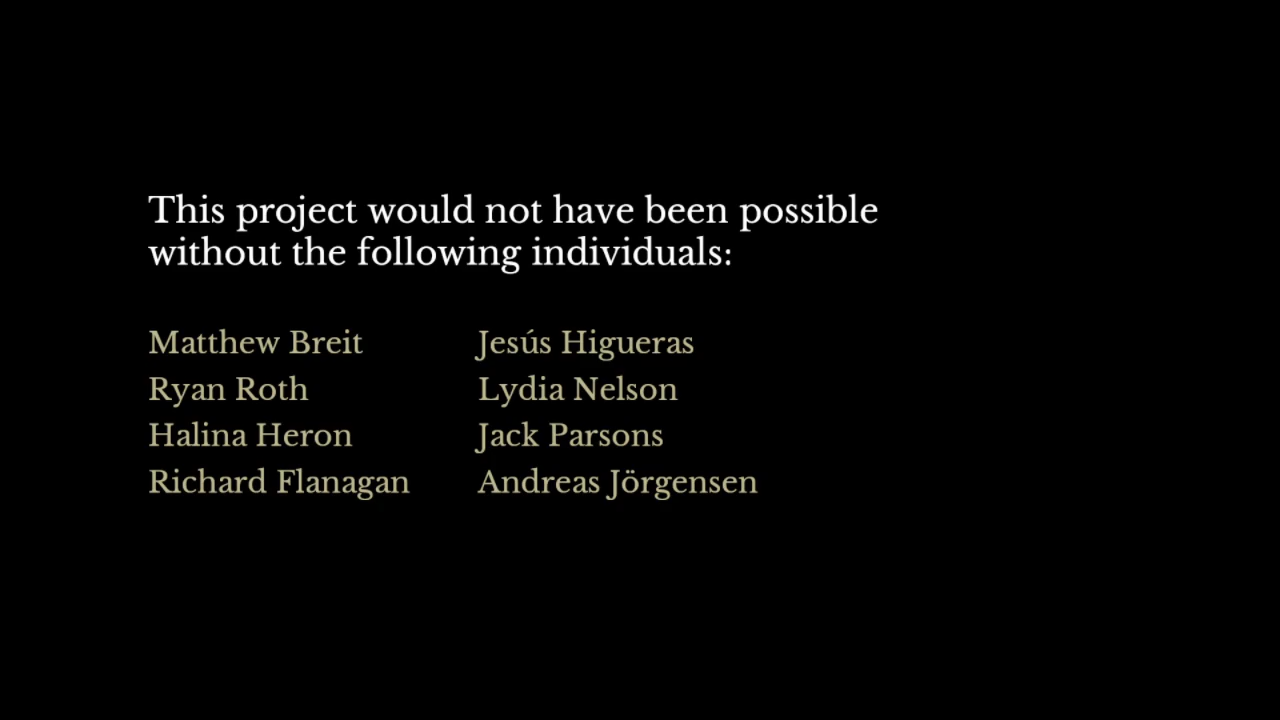 This project would not have been possible
without the following individuals:
Matthew Breit
Ryan Roth
Halina Heron
Richard Flanagan
Jesús Higueras
Lydia Nelson
Jack Parsons
Andreas Jörgensen